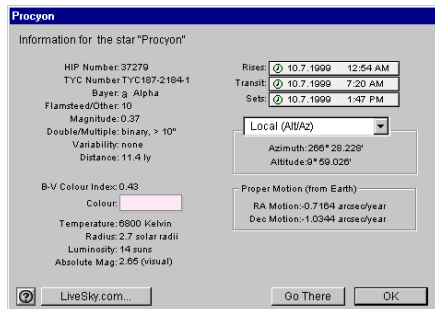 Procyon
Information for the star "Procyon"
HIP Number: 37279
TYC Number TYC187-2184-1
Bayer: α Alpha
Flamsteed/Other: 10
Magnitude: 0.37
Double/Multiple: binary, > 10"
Variability: none
Distance: 11.4 ly
B-V Colour Index: 0.43
Colour:
Temperature: 6800 Kelvin
Radius: 2.7 solar radii
Luminosity: 14 suns
Absolute Mag: 2.65 (visual)
Rises: 10.7.1999 12:54 AM
Transit: 10.7.1999 7:20 AM
Sets: 10.7.1999 1:47 PM
Local (Alt/Az)
Azimuth: 266° 28.228'
Altitude: 9° 59.026'
Proper Motion (from Earth)
RA Motion: -0.7164 arcsec/year
Dec Motion: -1.0344 arcsec/year
?
LiveSky.com...
Go There
OK